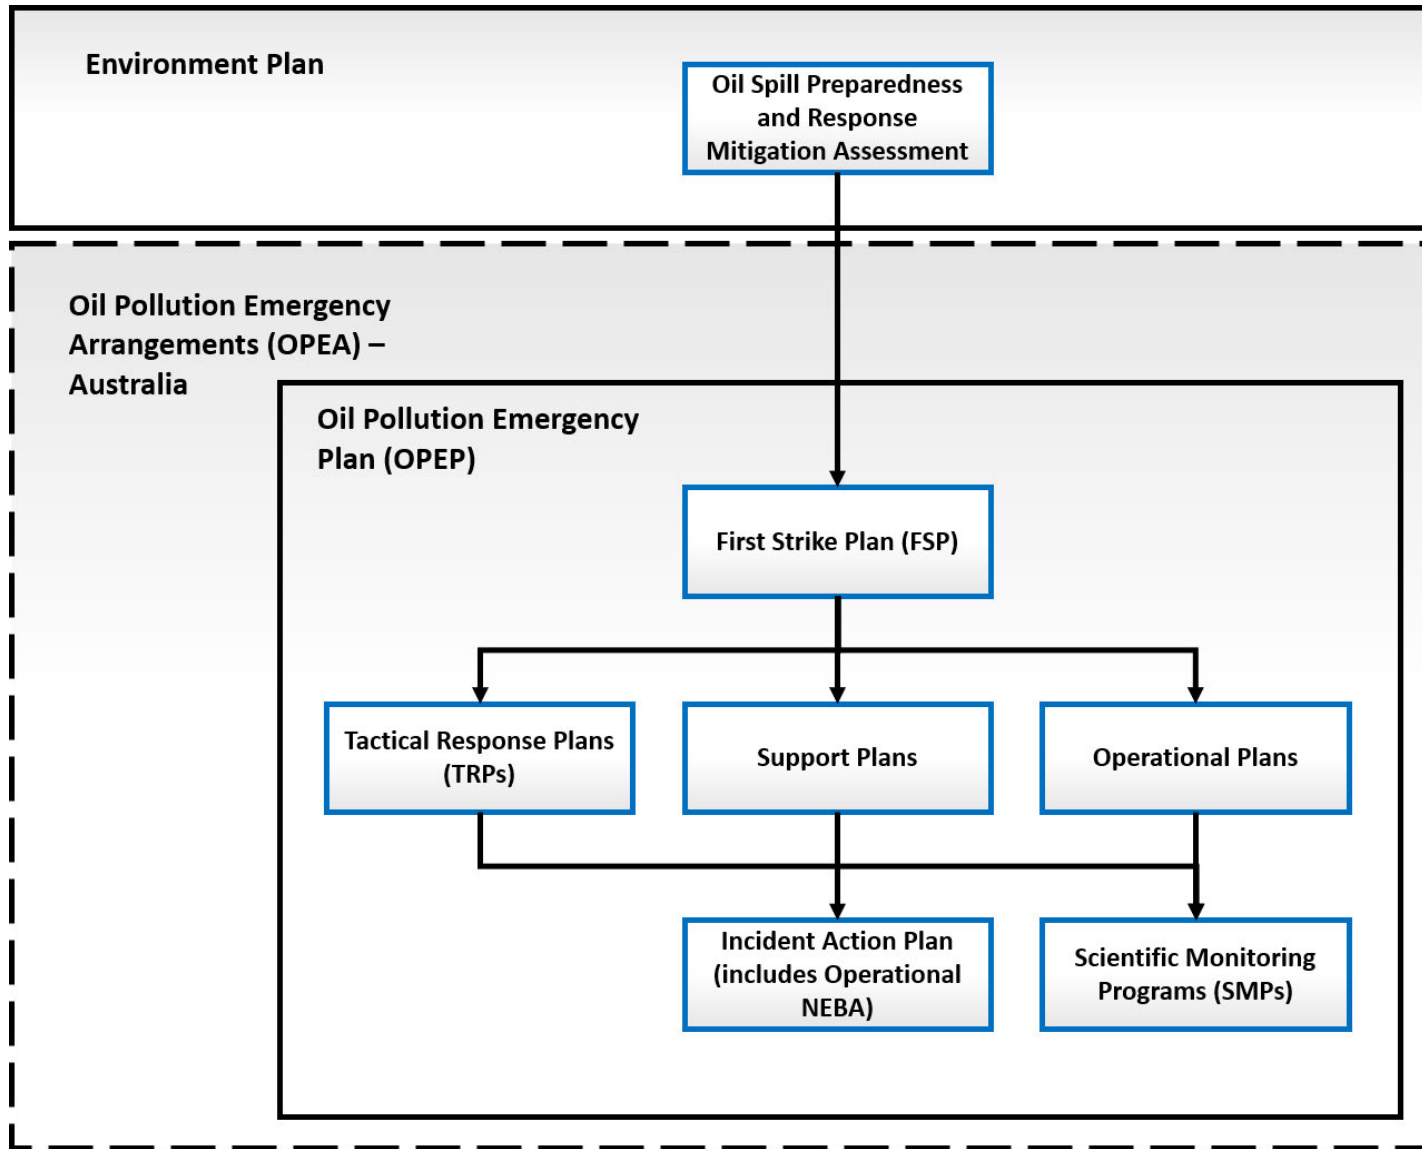 Environment Plan
Oil Spill Preparedness
and Response
Mitigation Assessment
Oil Pollution Emergency
Arrangements (OPEA) –
Australia
Oil Pollution Emergency
Plan (OPEP)
First Strike Plan (FSP)
Tactical Response Plans
(TRPs)
Support Plans
Operational Plans
Incident Action Plan
(includes Operational
NEBA)
Scientific Monitoring
Programs (SMPs)